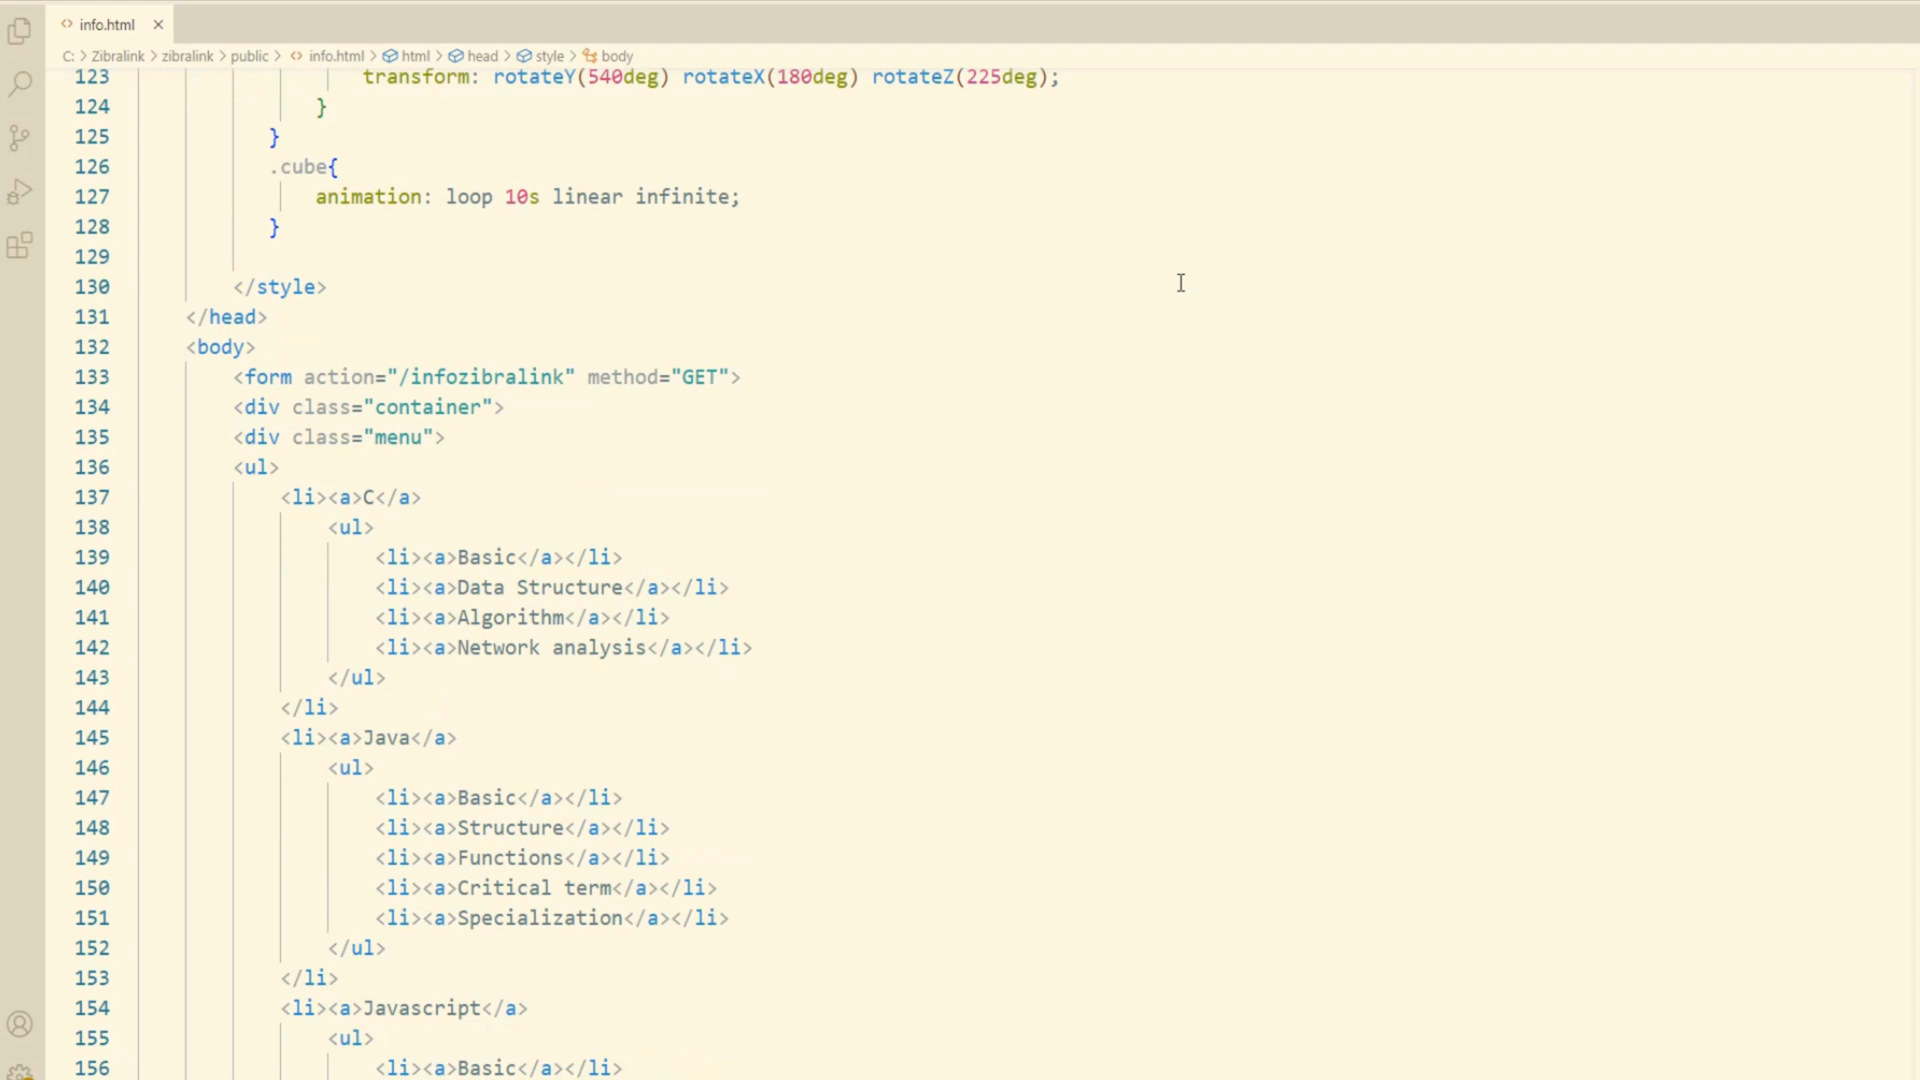 info.html
C: > Zibralink > zibralink > public > info.html > html > head > style > body
123 transform: rotateY(540deg) rotateX(180deg) rotateZ(225deg);
124 }
125 }
126 .cube{
127 animation: loop 10s linear infinite;
128 }
129
130 </style>
131 </head>
132 <body>
133 <form action="/infozibralink" method="GET">
134 <div class="container">
135 <div class="menu">
136 <ul>
137 <li><a>C</a>
138 <ul>
139 <li><a>Basic</a></li>
140 <li><a>Data Structure</a></li>
141 <li><a>Algorithm</a></li>
142 <li><a>Network analysis</a></li>
143 </ul>
144 </li>
145 <li><a>Java</a>
146 <ul>
147 <li><a>Basic</a></li>
148 <li><a>Structure</a></li>
149 <li><a>Functions</a></li>
150 <li><a>Critical term</a></li>
151 <li><a>Specialization</a></li>
152 </ul>
153 </li>
154 <li><a>Javascript</a>
155 <ul>
156 <li><a>Basic</a></li>